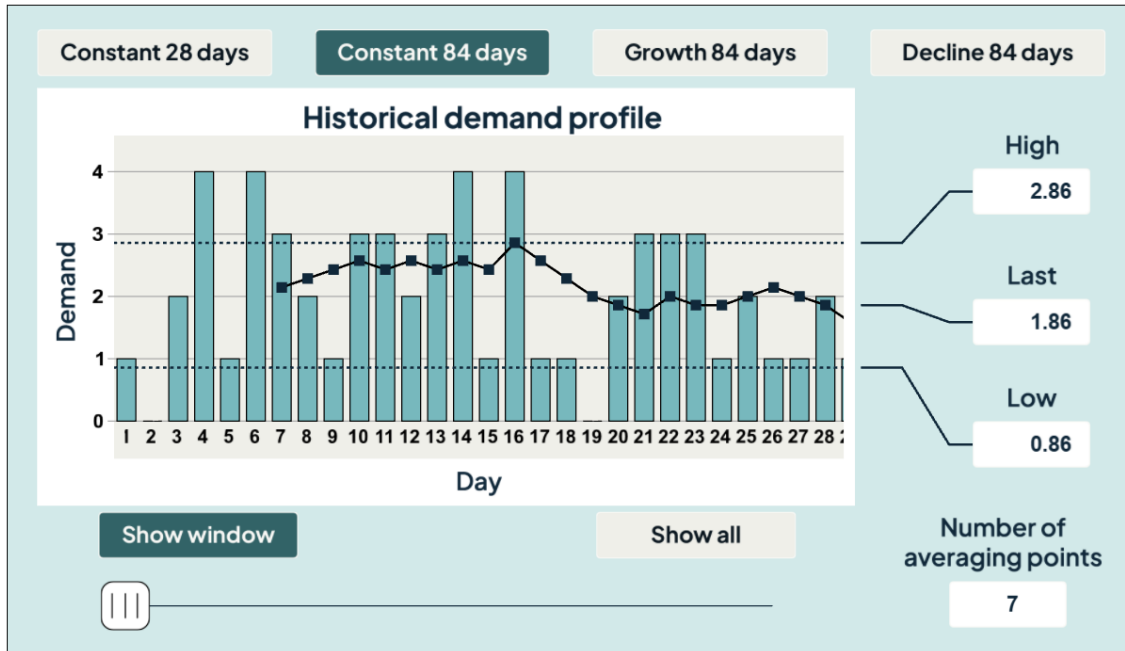 Constant 28 days
Constant 84 days
Growth 84 days
Decline 84 days
Historical demand profile
Demand
4
3
2
1
0
1 2 3 4 5 6 7 8 9 10 11 12 13 14 15 16 17 18 19 20 21 22 23 24 25 26 27 28
Day
High
2.86
Last
1.86
Low
0.86
Show window
Show all
Number of
averaging points
7